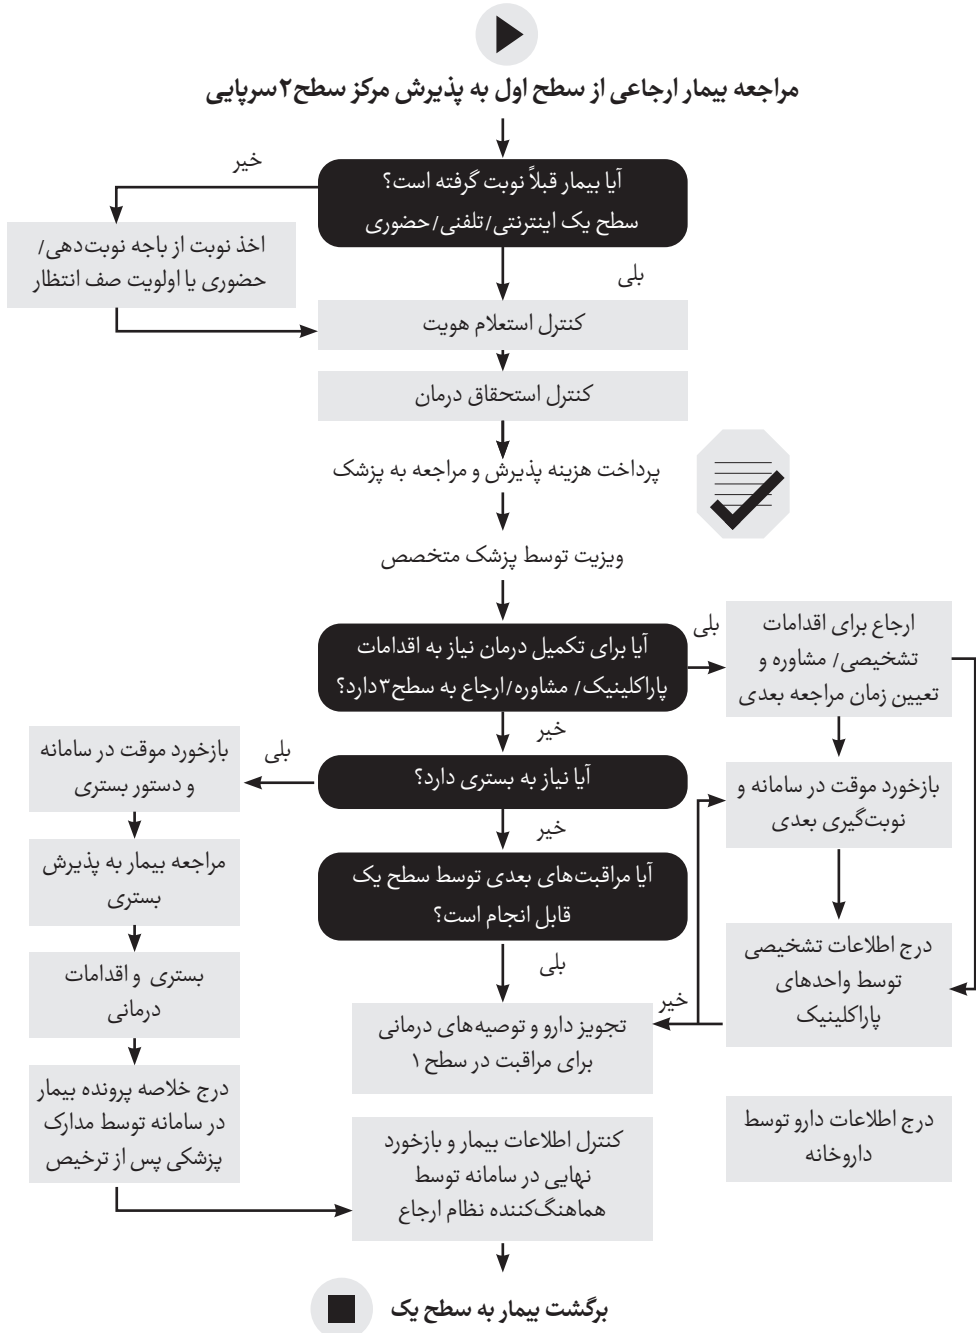 مراجعه بیمار ارجاعی از سطح اول به پذیرش مرکز سطح۲سرپایی
آیا بیمار قبلاً نوبت گرفته است؟
سطح یک اینترنتی/تلفنی/حضوری
خیر
اخذ نوبت از باجه نوبت‌دهی/
حضوری یا اولویت صف انتظار
بلی
کنترل استعلام هویت
کنترل استحقاق درمان
پرداخت هزینه پذیرش و مراجعه به پزشک
ویزیت توسط پزشک متخصص
آیا برای تکمیل درمان نیاز به اقدامات
پاراکلینیک/ مشاوره/ارجاع به سطح۳دارد؟
بلی
ارجاع برای اقدامات
تشخیصی/ مشاوره و
تعیین زمان مراجعه بعدی
خیر
آیا نیاز به بستری دارد؟
بلی
بازخورد موقت در سامانه
و دستور بستری
بازخورد موقت در سامانه و
نوبت‌گیری بعدی
خیر
مراجعه بیمار به پذیرش
بستری
آیا مراقبت‌های بعدی توسط سطح یک
قابل انجام است؟
بلی
درج اطلاعات تشخیصی
توسط واحدهای
پاراکلینیک
بستری و اقدامات
درمانی
خیر
تجویز دارو و توصیه‌های درمانی
برای مراقبت در سطح ۱
درج خلاصه پرونده بیمار
در سامانه توسط مدارک
پزشکی پس از ترخیص
درج اطلاعات دارو توسط
داروخانه
کنترل اطلاعات بیمار و بازخورد
نهایی در سامانه توسط
هماهنگ‌کننده نظام ارجاع
برگشت بیمار به سطح یک